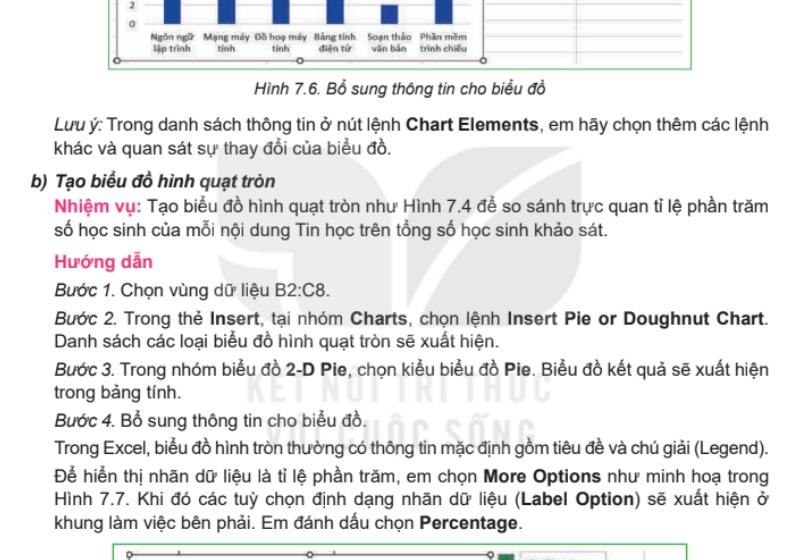 2
0
Ngôn ngữ Mạng máy Đồ hoạ máy Bảng tính Soạn thảo Phần mềm
lập trình tính tính điện tử văn bản trình chiếu
Hình 7.6. Bổ sung thông tin cho biểu đồ
Lưu ý: Trong danh sách thông tin ở nút lệnh Chart Elements, em hãy chọn thêm các lệnh
khác và quan sát sự thay đổi của biểu đồ.
b) Tạo biểu đồ hình quạt tròn
Nhiệm vụ: Tạo biểu đồ hình quạt tròn như Hình 7.4 để so sánh trực quan tỉ lệ phần trăm
số học sinh của mỗi nội dung Tin học trên tổng số học sinh khảo sát.
Hướng dẫn
Bước 1. Chọn vùng dữ liệu B2:C8.
Bước 2. Trong thẻ Insert, tại nhóm Charts, chọn lệnh Insert Pie or Doughnut Chart.
Danh sách các loại biểu đồ hình quạt tròn sẽ xuất hiện.
Bước 3. Trong nhóm biểu đồ 2-D Pie, chọn kiểu biểu đồ Pie. Biểu đồ kết quả sẽ xuất hiện
trong bảng tính.
KẾT NỐI TRI THỨC
Bước 4. Bổ sung thông tin cho biểu đồ.
VỚI CUỘC SỐNG
Trong Excel, biểu đồ hình tròn thường có thông tin mặc định gồm tiêu đề và chú giải (Legend).
Để hiển thị nhãn dữ liệu là tỉ lệ phần trăm, em chọn More Options như minh hoạ trong
Hình 7.7. Khi đó các tuỳ chọn định dạng nhãn dữ liệu (Label Option) sẽ xuất hiện ở
khung làm việc bên phải. Em đánh dấu chọn Percentage.